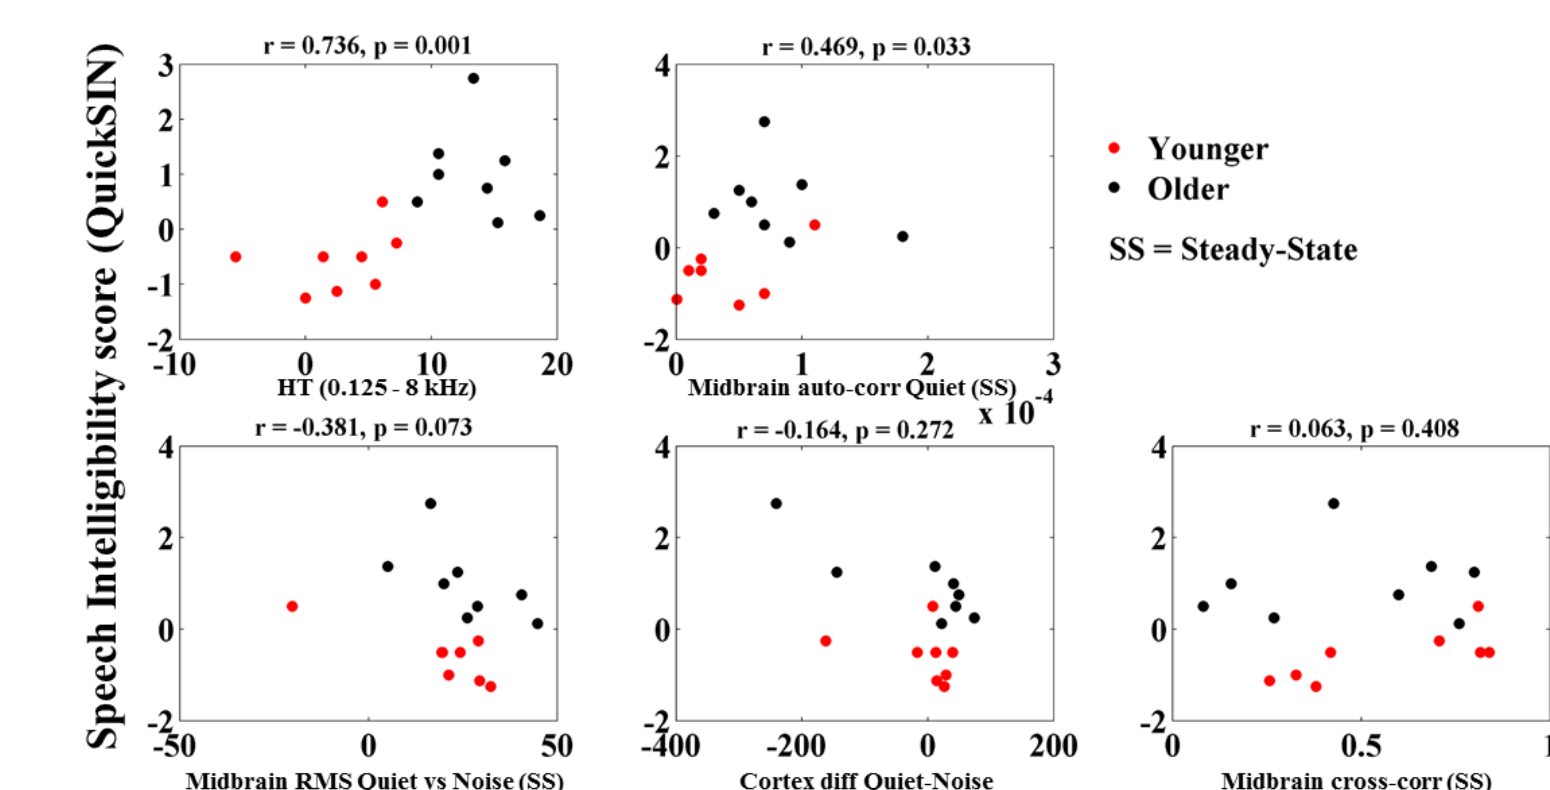 Speech Intelligibility score (QuickSIN)
r = 0.736, p = 0.001
3
2
1
0
-1
-2
-10 0 10 20
HT (0.125 - 8 kHz)
r = 0.469, p = 0.033
4
2
0
-2
0 1 2 3
Midbrain auto-corr Quiet (SS)
x 10-4
Younger
Older
SS = Steady-State
r = -0.381, p = 0.073
4
2
0
-2
-50 0 50
Midbrain RMS Quiet vs Noise (SS)
r = -0.164, p = 0.272
4
2
0
-2
-400 -200 0 200
Cortex diff Quiet-Noise
r = 0.063, p = 0.408
4
2
0
-2
0 0.5 1
Midbrain cross-corr (SS)